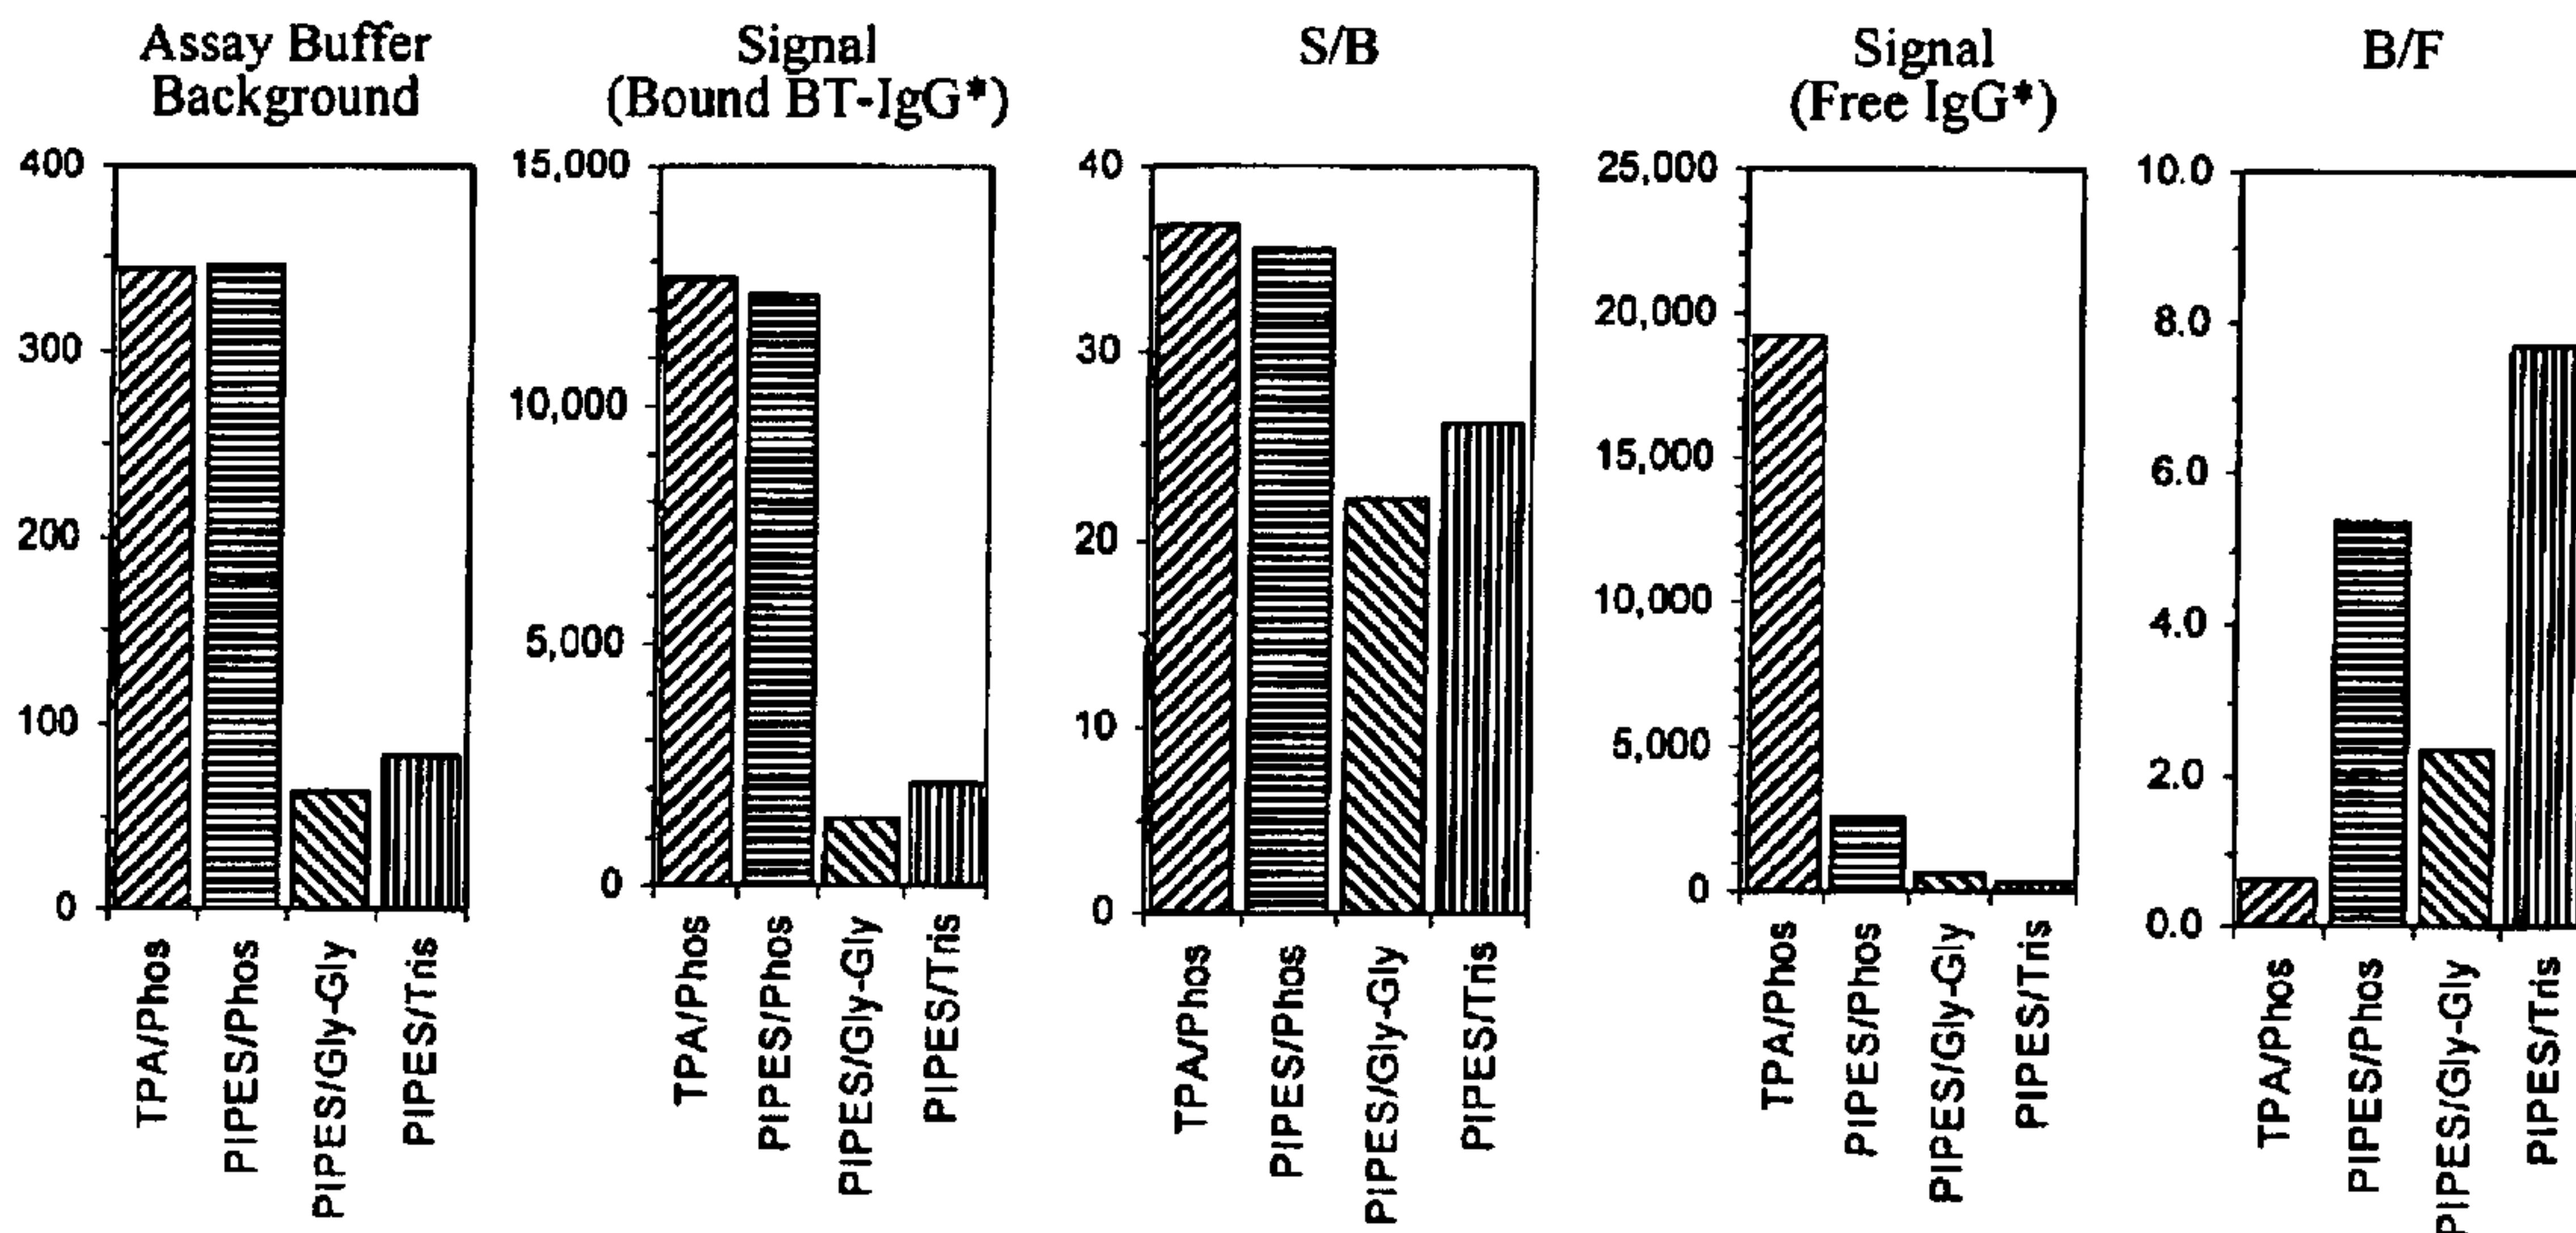 Assay Buffer
Background
400
300
200
100
0
TPA/Phos
PIPES/Phos
PIPES/Gly-Gly
PIPES/Tris
Signal
(Bound BT-IgG*)
15,000
10,000
5,000
0
TPA/Phos
PIPES/Phos
PIPES/Gly-Gly
PIPES/Tris
S/B
40
30
20
10
0
TPA/Phos
PIPES/Phos
PIPES/Gly-Gly
PIPES/Tris
Signal
(Free IgG*)
25,000
20,000
15,000
10,000
5,000
0
TPA/Phos
PIPES/Phos
PIPES/Gly-Gly
PIPES/Tris
B/F
10.0
8.0
6.0
4.0
2.0
0.0
TPA/Phos
PIPES/Phos
PIPES/Gly-Gly
PIPES/Tris